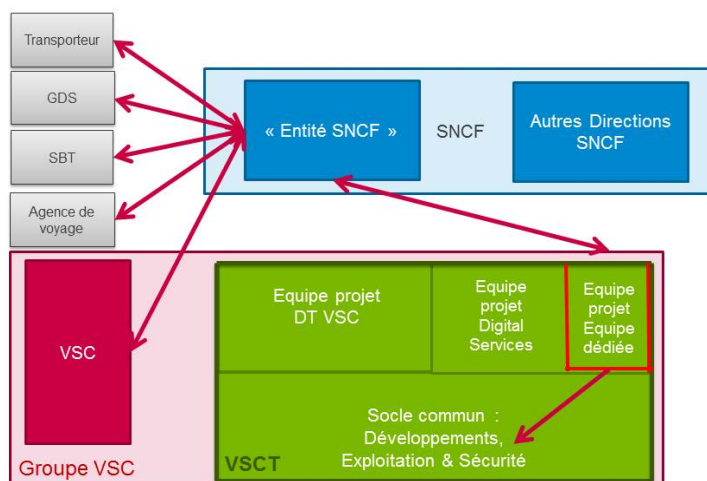 Transporteur
GDS
SBT
Agence de
voyage
« Entité SNCF »
SNCF
Autres Directions
SNCF
VSC
Groupe VSC
Equipe projet
DT VSC
Equipe
projet
Digital
Services
Equipe
projet
Equipe
dédiée
Socle commun :
Développements,
Exploitation & Sécurité
VSCT